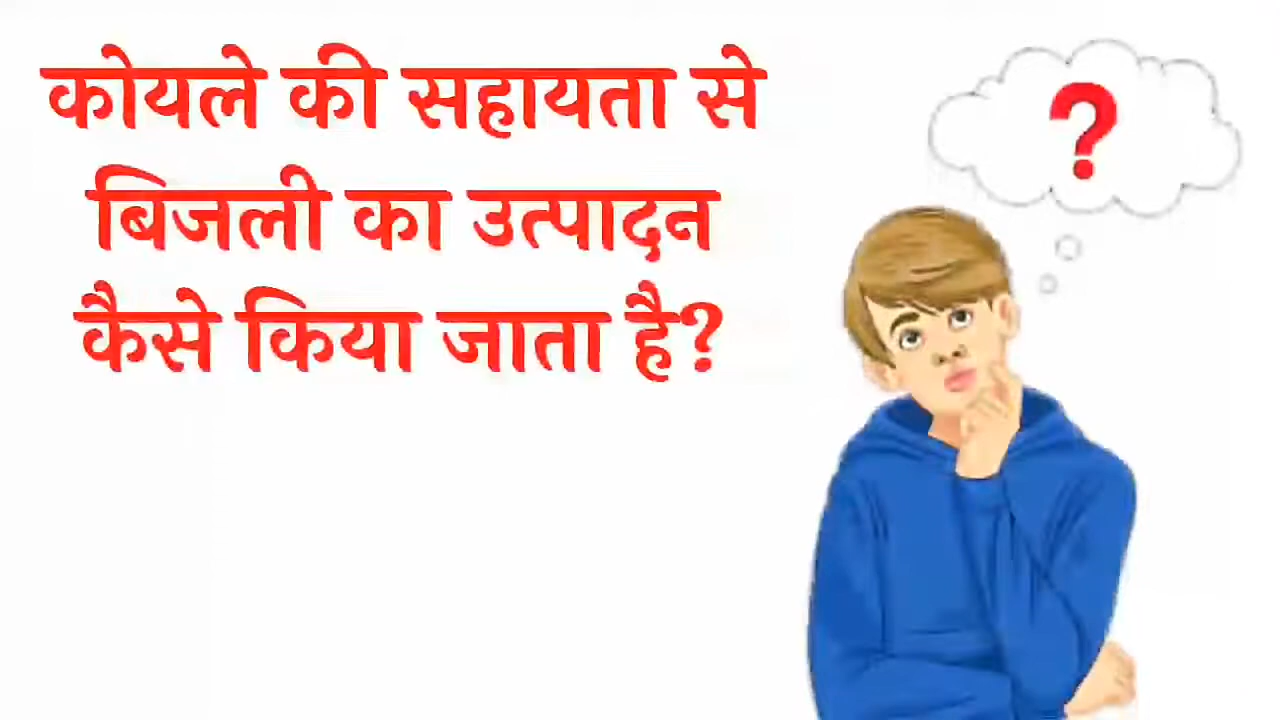 कोयले की सहायता से
बिजली का उत्पादन
कैसे किया जाता है?
?